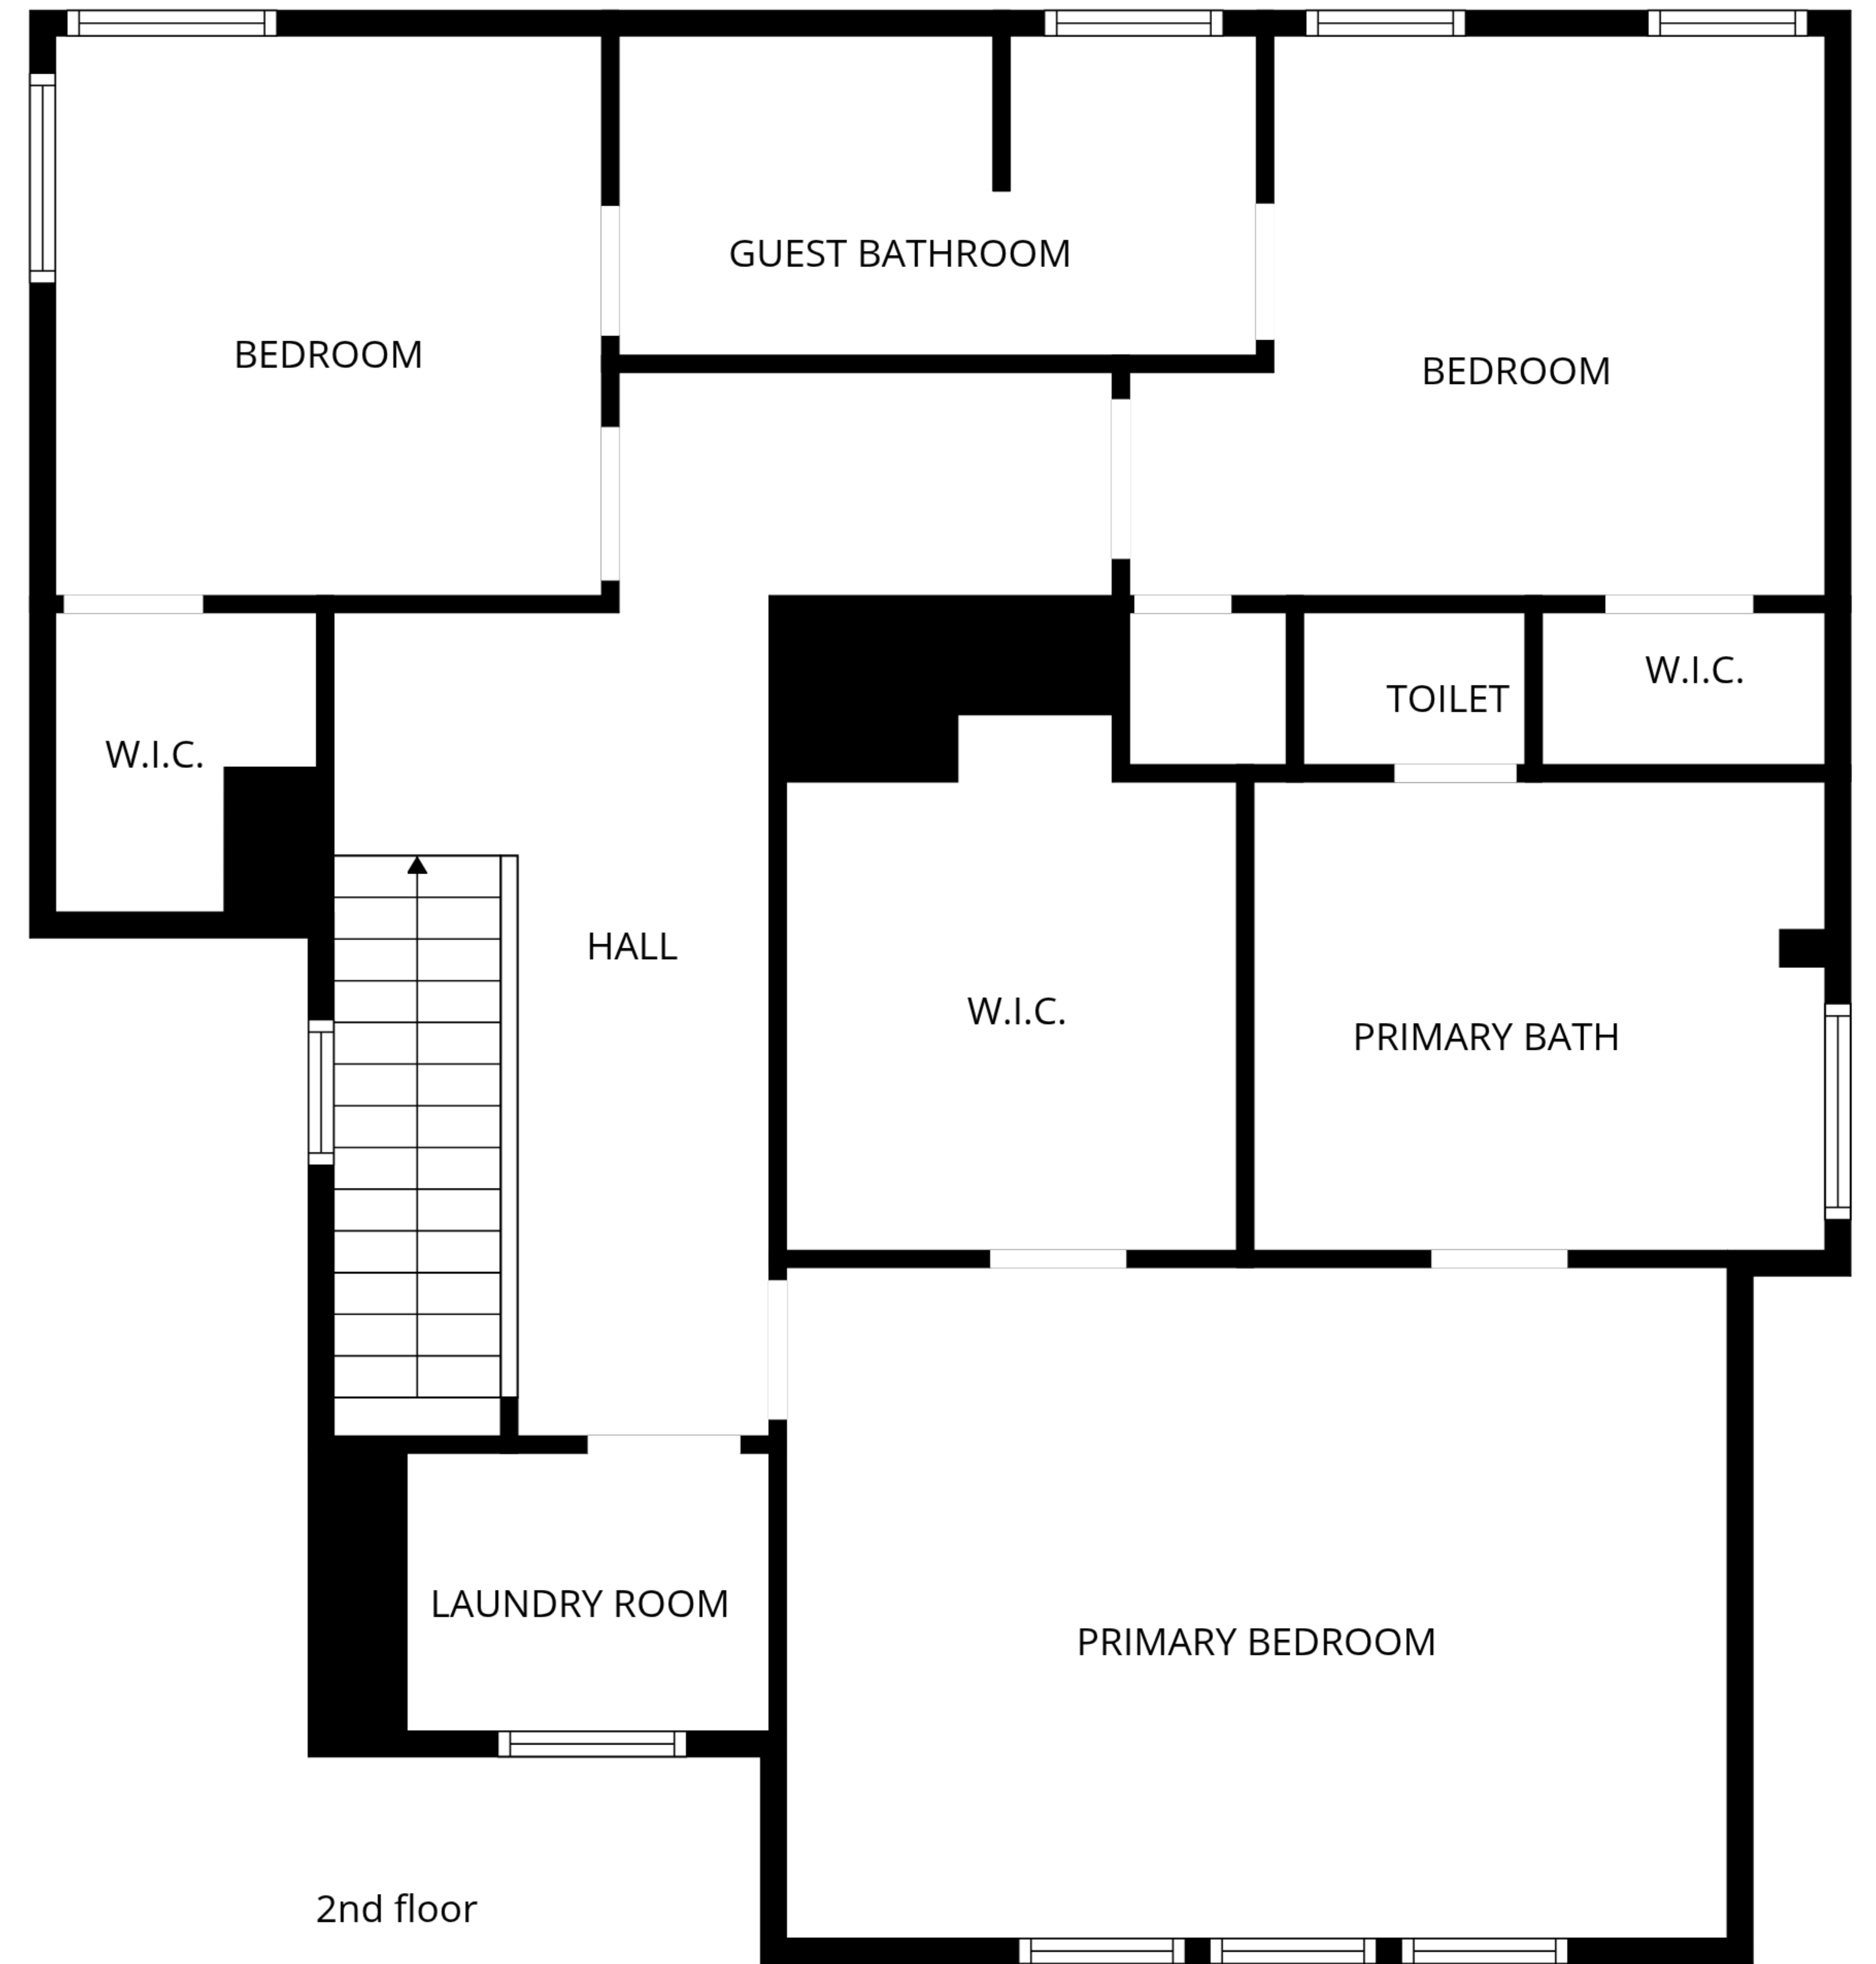 GUEST BATHROOM
BEDROOM
BEDROOM
W.I.C.
TOILET
W.I.C.
HALL
W.I.C.
PRIMARY BATH
LAUNDRY ROOM
PRIMARY BEDROOM
2nd floor